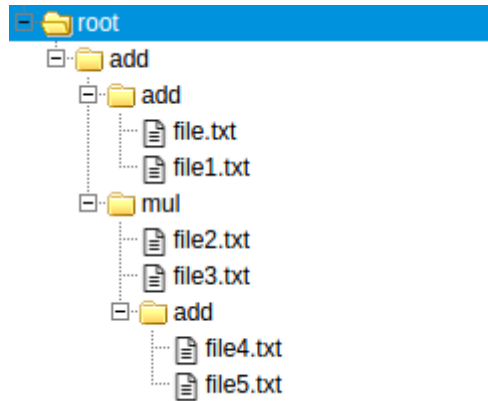 root
add
add
file.txt
file1.txt
mul
file2.txt
file3.txt
add
file4.txt
file5.txt